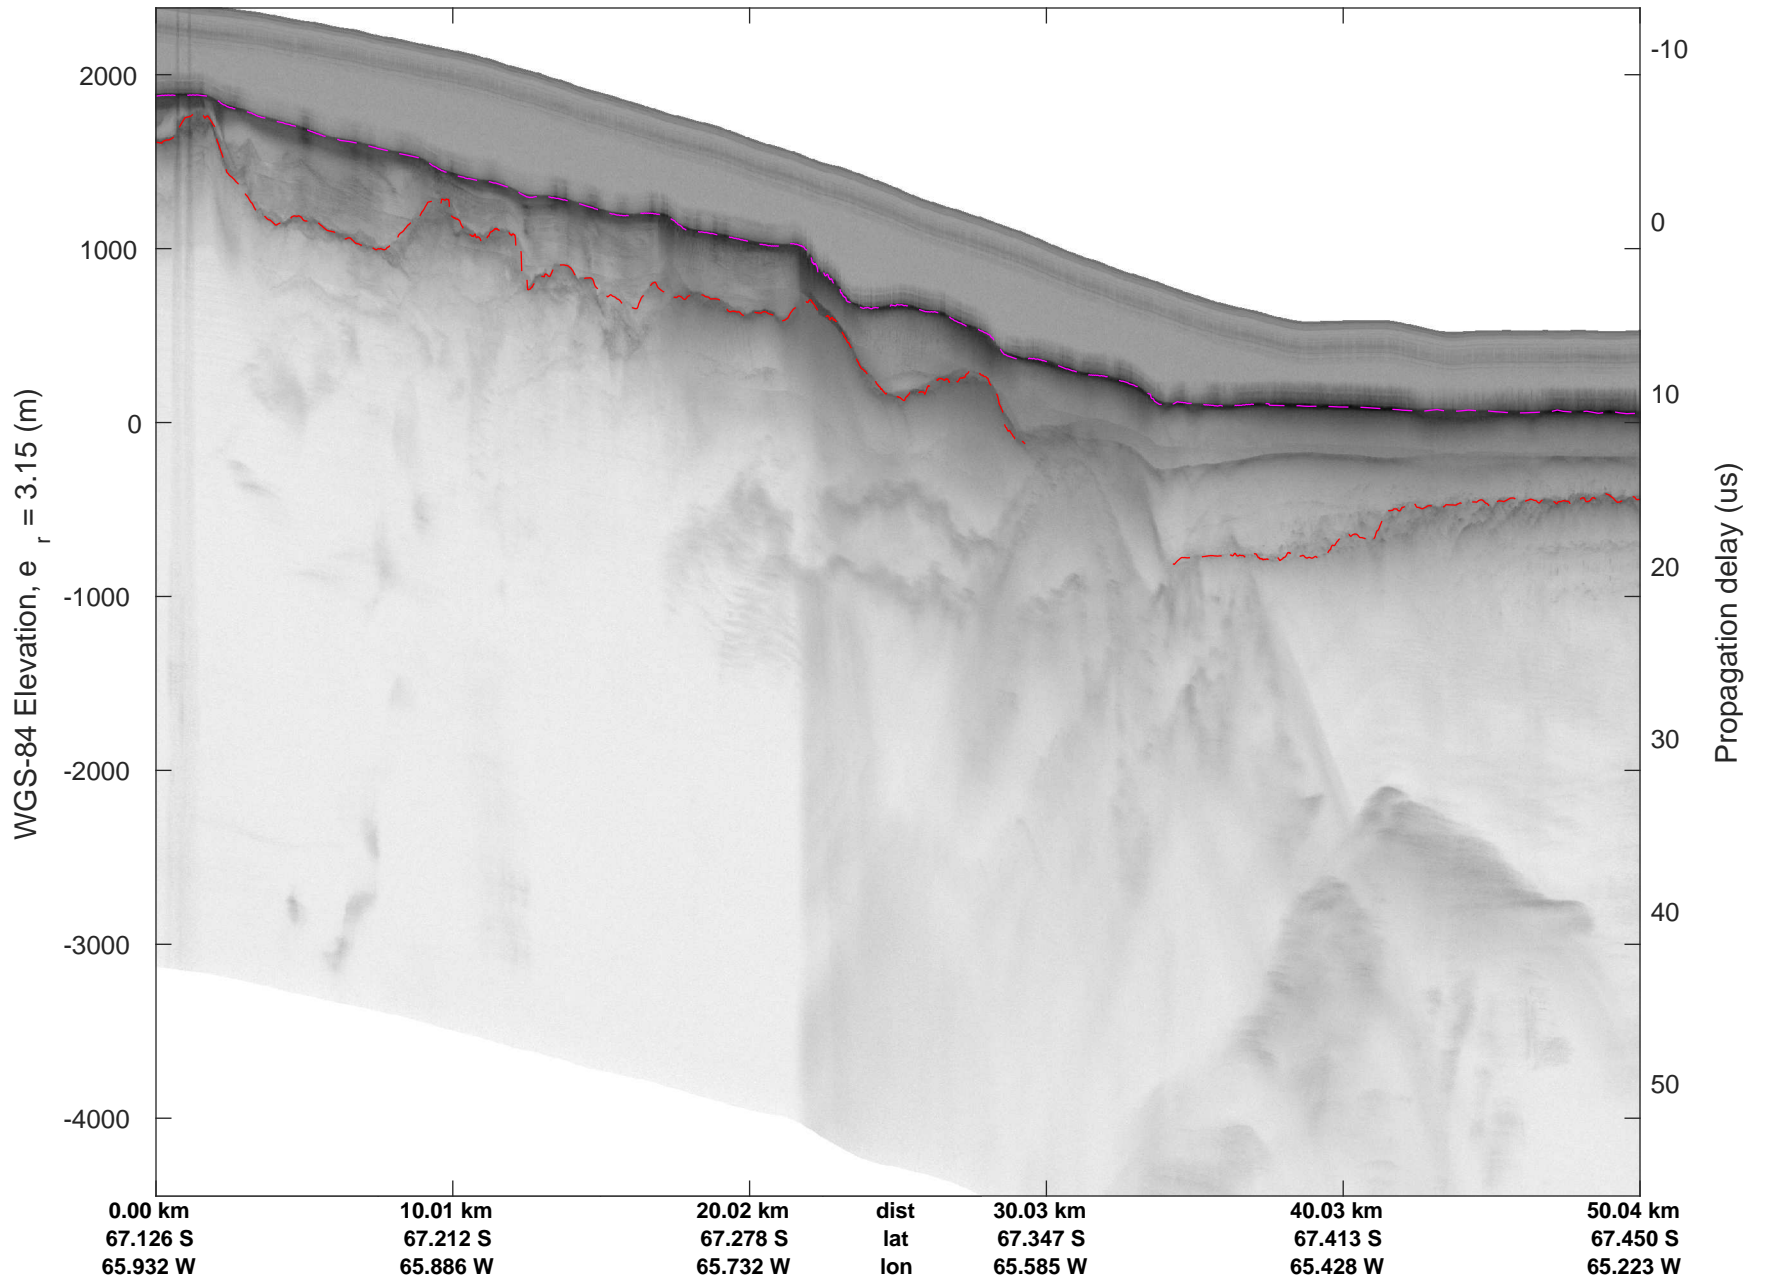 WGS-84 Elevation, e r = 3.15 (m)
2000
1000
0
-1000
-2000
-3000
-4000
-10
0
10
20
30
40
50
Propagation delay (us)
0.00 km 10.01 km 20.02 km dist 30.03 km 40.03 km 50.04 km
67.126 S 67.212 S 67.278 S lat 67.347 S 67.413 S 67.450 S
65.932 W 65.886 W 65.732 W lon 65.585 W 65.428 W 65.223 W